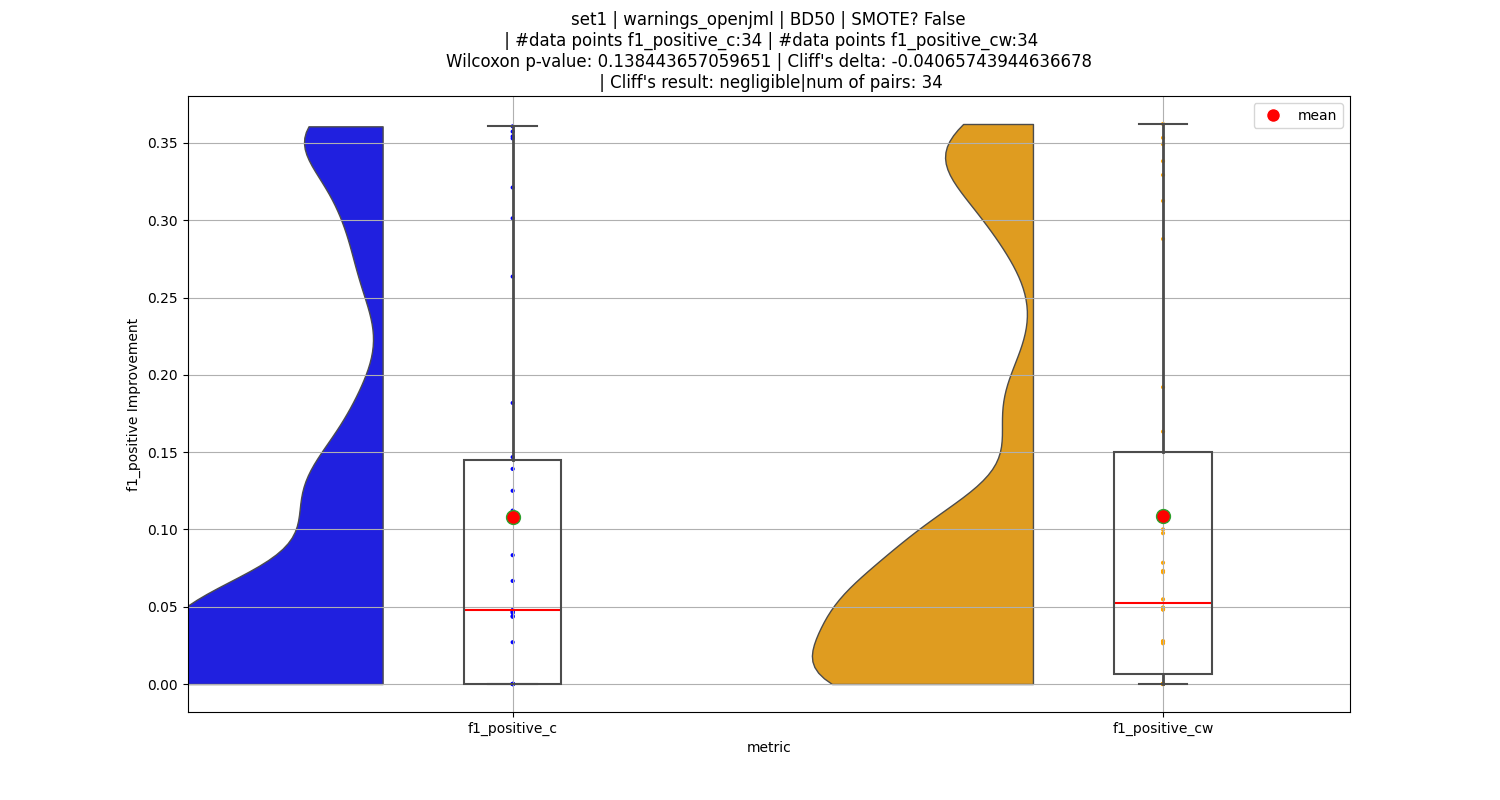 set1 | warnings_openjml | BD50 | SMOTE? False
| #data points f1_positive_c:34 | #data points f1_positive_cw:34
Wilcoxon p-value: 0.138443657059651 | Cliff's delta: -0.04065743944636678
| Cliff's result: negligible|num of pairs: 34
mean
0.35
0.30
0.25
0.20
0.15
0.10
0.05
0.00
f1_positive Improvement
f1_positive_c
f1_positive_cw
metric